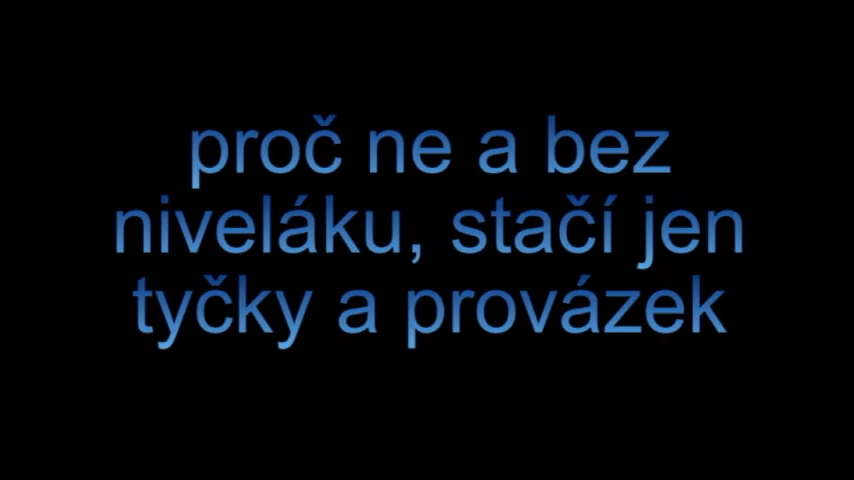 proč ne a bez
niveláku, stačí jen
tyčky a provázek